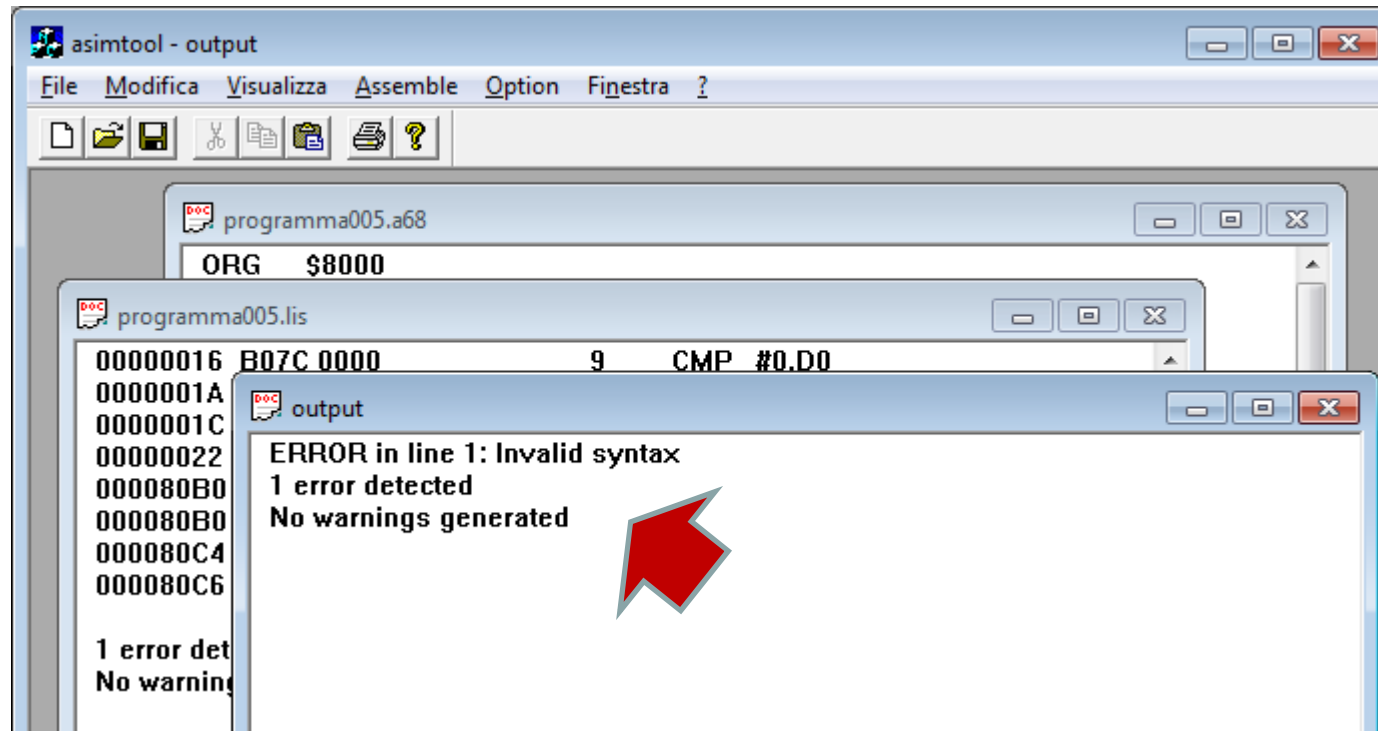 asimtool - output
File Modifica Visualizza Assemble Option Finestra ?
programma005.a68
ORG $8000
programma005.lis
00000016 B07C 0000 9 CMP #0,D0
0000001A
0000001C
00000022
000080B0
000080B0
000080C4
000080C6
1 error det
No warning
output
ERROR in line 1: Invalid syntax
1 error detected
No warnings generated